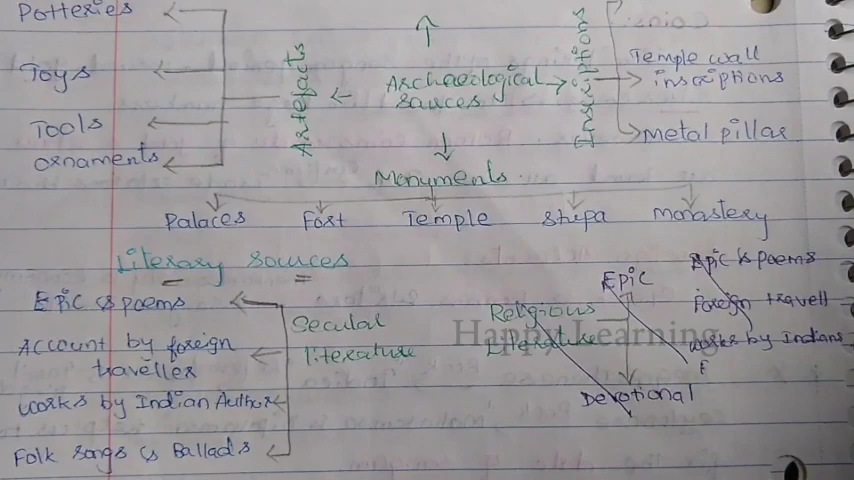 Potteries
Toys
Tools
ornaments
Artefacts
Archaeological
sources
Inscriptions
coins
Temple wall
inscriptions
Metal pillar
Monuments
Palaces Fort Temple Stupa Monastery
Literary sources
Epic & poems
Account by foreign
traveller
works by Indian Author
Folk songs & Ballads
Secular
literature
Religious
Literature
Epic
Devotional
Epic & poems
Foreign travell
works by Indians
F
Happy Learning